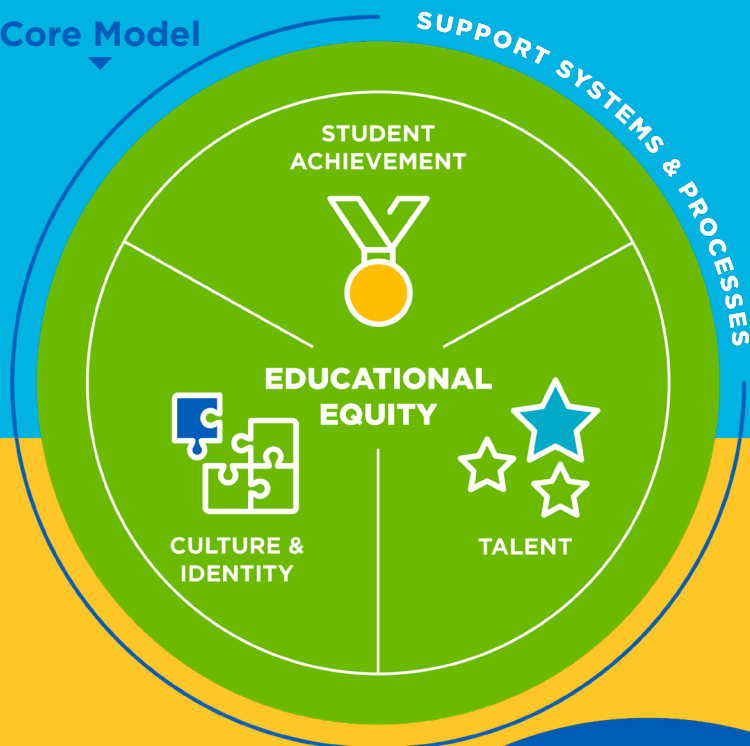 Core Model
SUPPORT SYSTEMS & PROCESSES
STUDENT
ACHIEVEMENT
EDUCATIONAL
EQUITY
CULTURE &
IDENTITY
TALENT